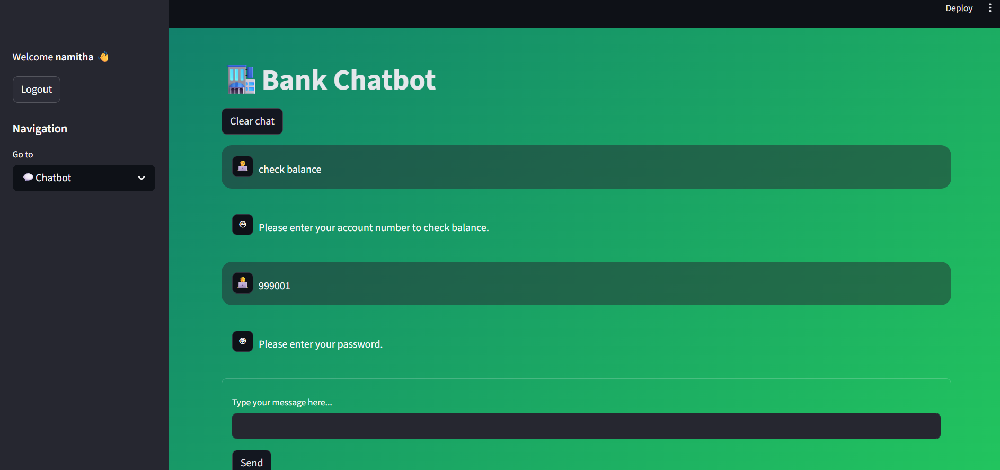 Deploy
Welcome namitha 👋
Logout
Navigation
Go to
💬 Chatbot
🏦 Bank Chatbot
Clear chat
check balance
Please enter your account number to check balance.
999001
Please enter your password.
Type your message here...
Send